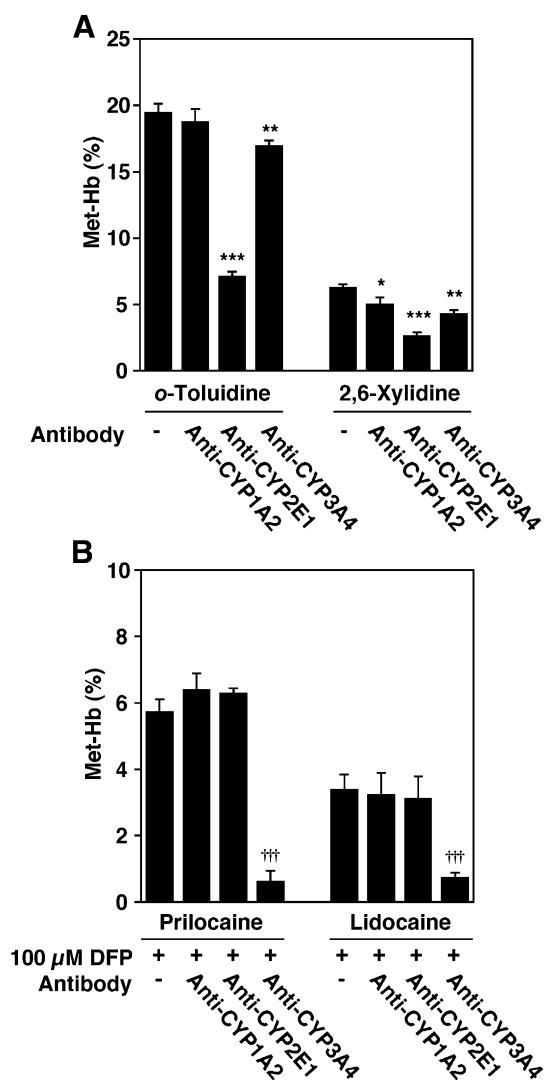 A
25
20
15
10
5
0
Met-Hb (%)
**
***
*
***
**
o-Toluidine 2,6-Xylidine
Antibody - Anti-CYP1A2 Anti-CYP2E1 Anti-CYP3A4 - Anti-CYP1A2 Anti-CYP2E1 Anti-CYP3A4
B
10
8
6
4
2
0
Met-Hb (%)
†††
†††
Prilocaine Lidocaine
100 µM DFP + + + + + + + +
Antibody - Anti-CYP1A2 Anti-CYP2E1 Anti-CYP3A4 - Anti-CYP1A2 Anti-CYP2E1 Anti-CYP3A4